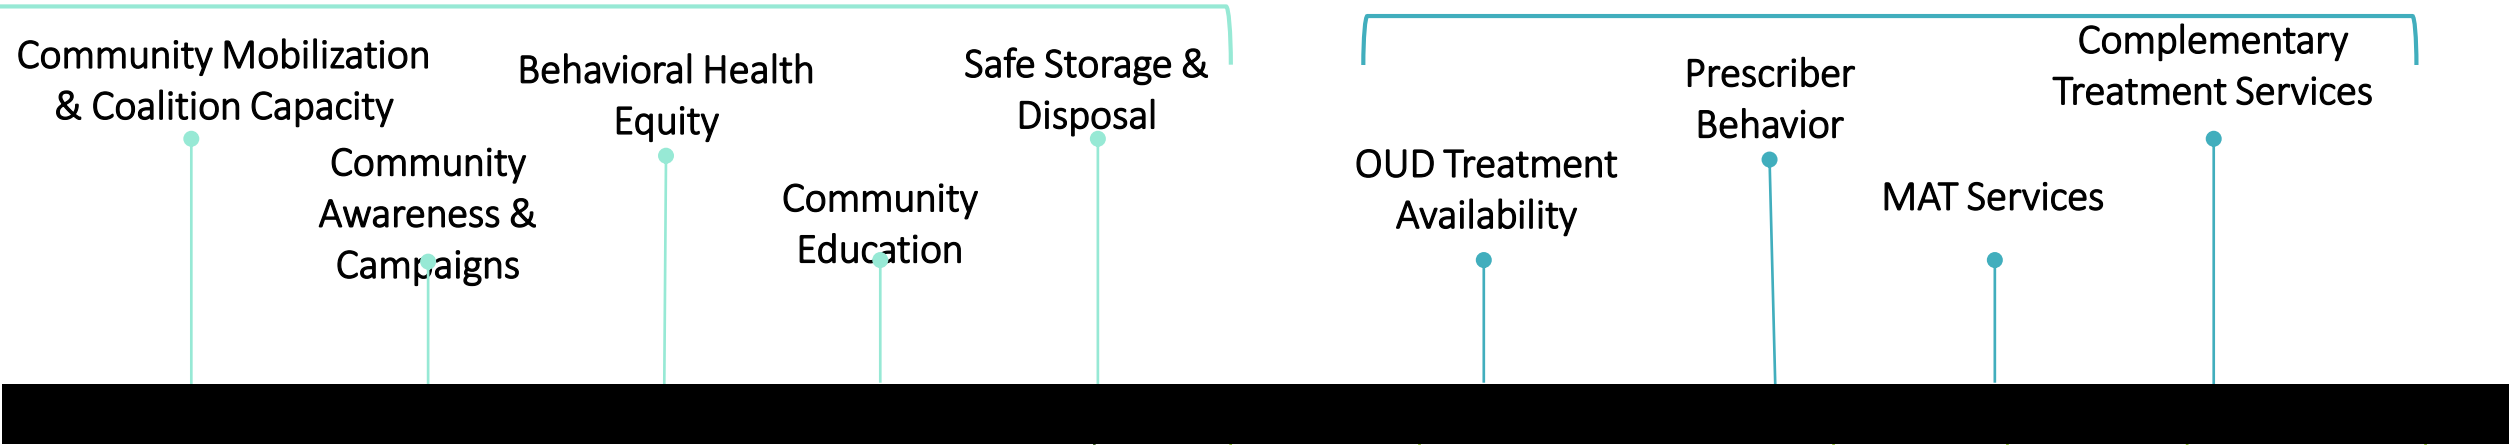 Community Mobilization
& Coalition Capacity
Community
Awareness &
Campaigns
Behavioral Health
Equity
Community
Education
Safe Storage &
Disposal
OUD Treatment
Availability
Prescriber
Behavior
MAT Services
Complementary
Treatment Services